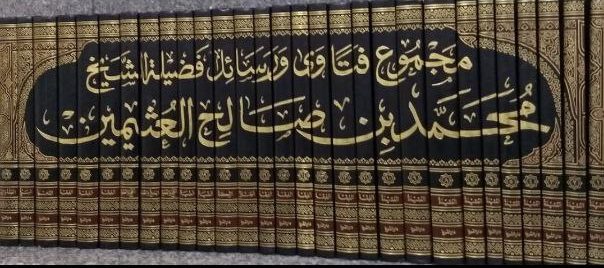 مجموع فتاوى ورسائل فضيلة الشيخ
محمد بن صالح العثيمين